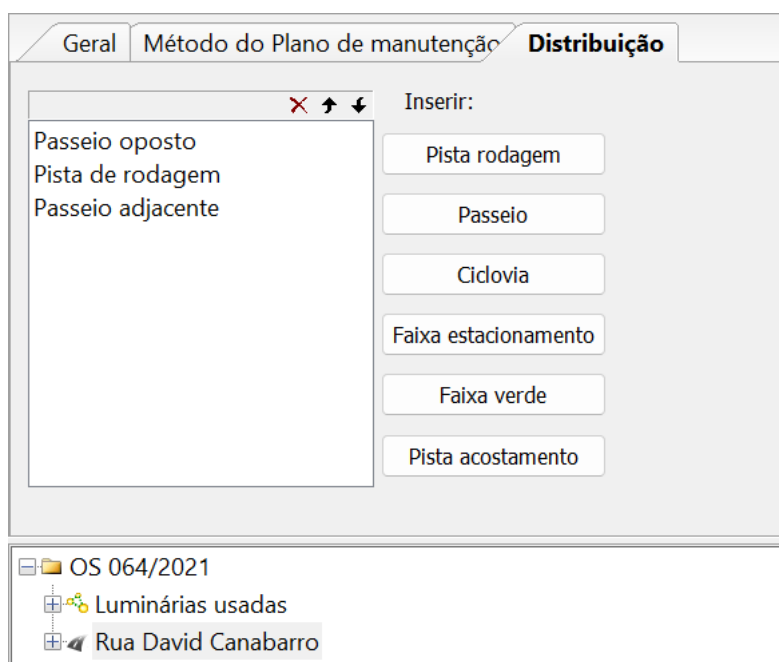 Geral
Método do Plano de manutenção
Distribuição
Inserir:
Passeio oposto
Pista de rodagem
Passeio adjacente
Pista rodagem
Passeio
Ciclovia
Faixa estacionamento
Faixa verde
Pista acostamento
OS 064/2021
Luminárias usadas
Rua David Canabarro